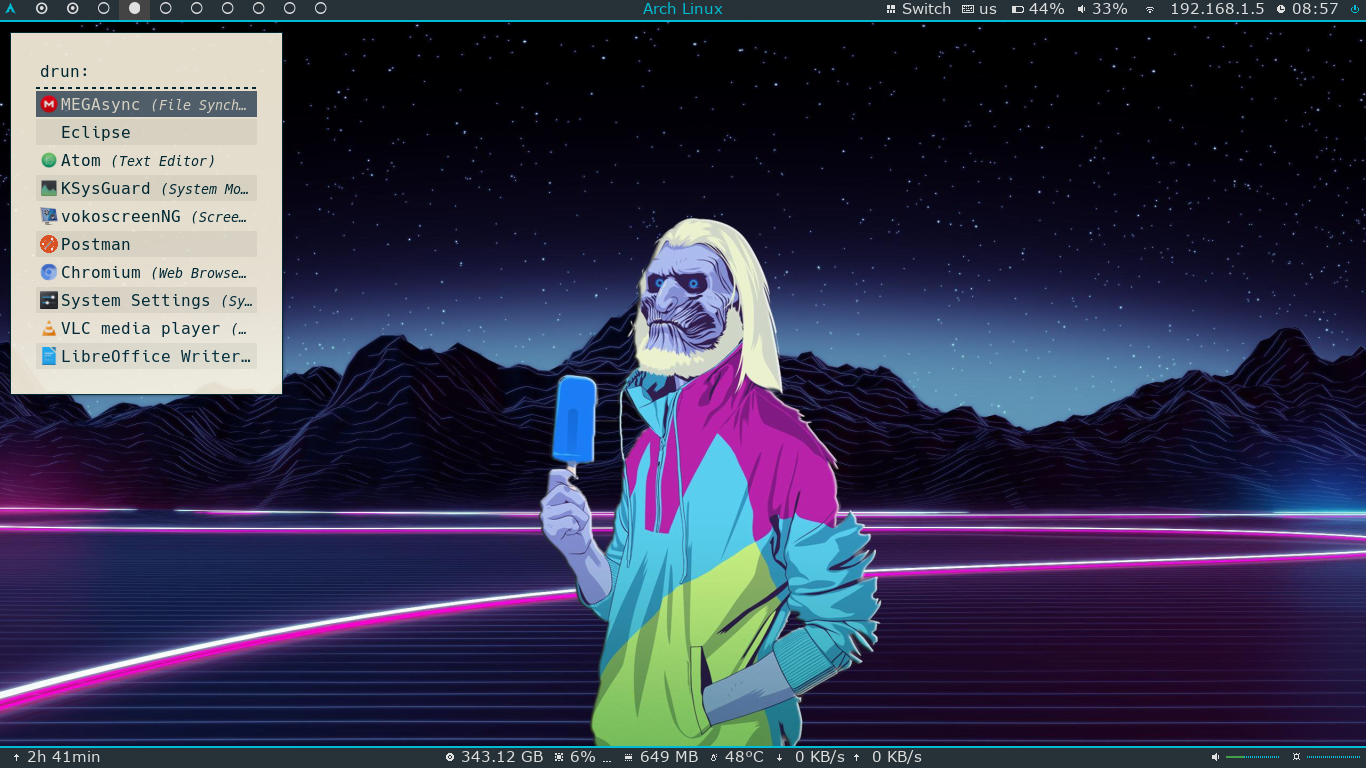 Arch Linux
Switch us 44% 33% 192.168.1.5 08:57
drun:
MEGAsync (File Synch…
Eclipse
Atom (Text Editor)
KSysGuard (System Mo…
vokoscreenNG (Scree…
Postman
Chromium (Web Browse…
System Settings (Sy…
VLC media player (…
LibreOffice Writer…
2h 41min
343.12 GB 6% … 649 MB 48ºC ↓ 0 KB/s ↑ 0 KB/s